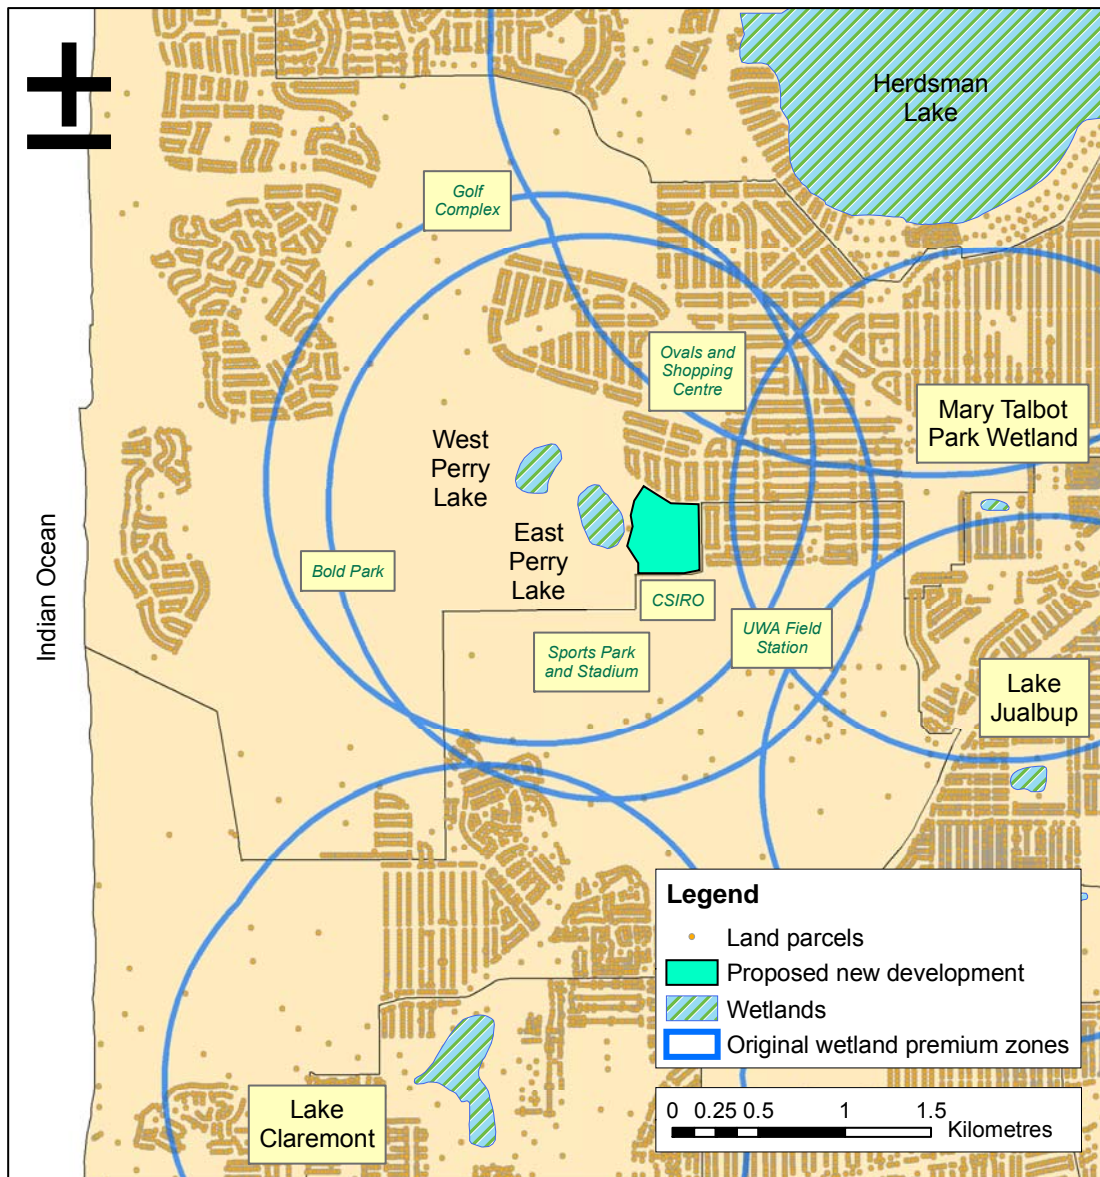 Herdsman
Lake
Golf
Complex
Ovals and
Shopping
Centre
Mary Talbot
Park Wetland
West
Perry
Lake
East
Perry
Lake
Indian Ocean
Bold Park
CSIRO
UWA Field
Station
Sports Park
and Stadium
Lake
Jualbup
Lake
Claremont
Legend
Land parcels
Proposed new development
Wetlands
Original wetland premium zones
0 0.25 0.5 1 1.5
Kilometres